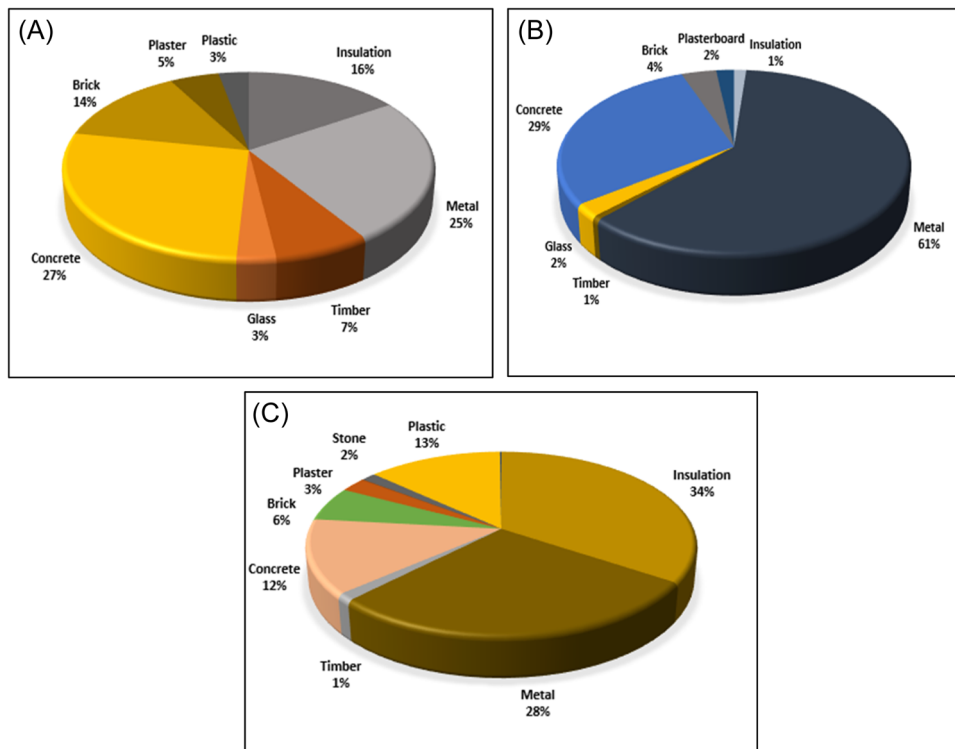 (A)
Plaster
5%
Plastic
3%
Insulation
16%
Brick
14%
Metal
25%
Concrete
27%
Glass
3%
Timber
7%
(B)
Brick
4%
Plasterboard
2%
Insulation
1%
Concrete
29%
Metal
61%
Glass
2%
Timber
1%
(C)
Stone
2%
Plastic
13%
Insulation
34%
Plaster
3%
Brick
6%
Concrete
12%
Timber
1%
Metal
28%